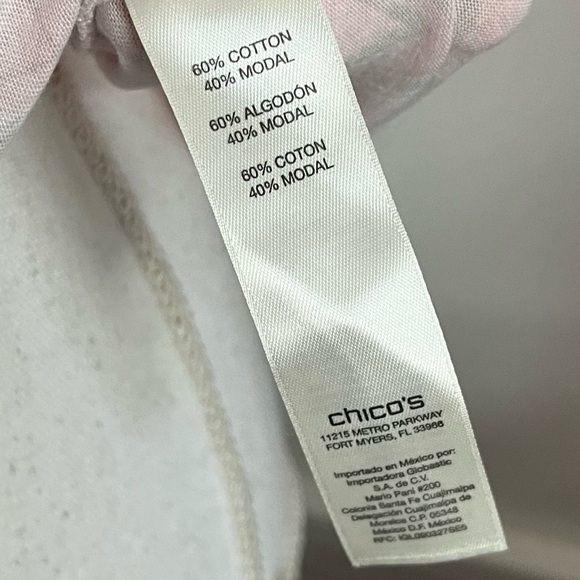 60% COTTON
40% MODAL
60% ALGODÓN
40% MODAL
60% COTON
40% MODAL
chico's
11215 METRO PARKWAY
FORT MYERS, FL 33966
Importado en México por:
Importadora Globastic
S.A. de C.V.
Mario Pani #200
Colonia Santa Fe Cuajimalpa
Delegación Cuajimalpa de
Morelos C.P. 05348
México D.F. México
RFC: IGL090327SE5